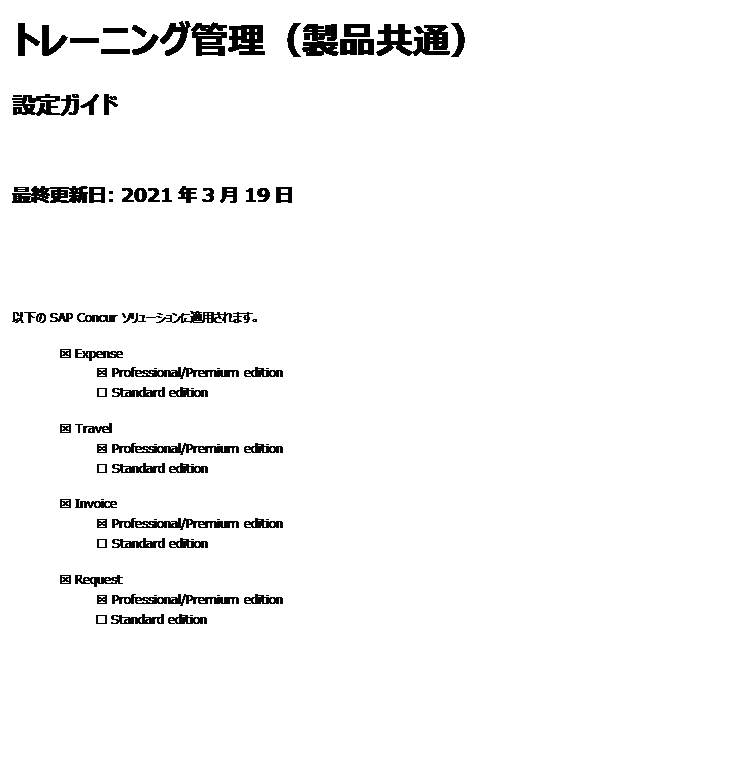 トレーニング管理（製品共通）
設定ガイド
最終更新日: 2021 年 3 月 19 日
以下の SAP Concur ソリューションに適用されます。
☒ Expense
☒ Professional/Premium edition
☐ Standard edition
☒ Travel
☒ Professional/Premium edition
☐ Standard edition
☒ Invoice
☒ Professional/Premium edition
☐ Standard edition
☒ Request
☒ Professional/Premium edition
☐ Standard edition